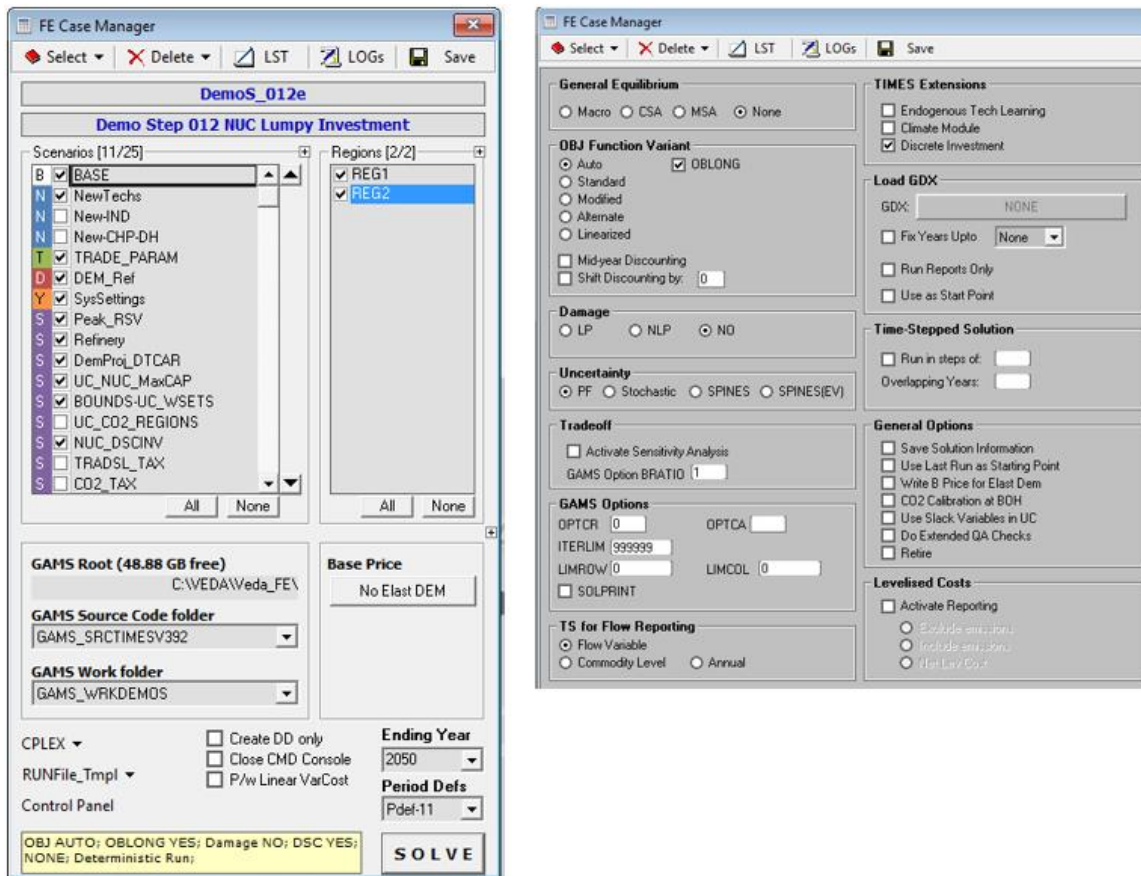 FE Case Manager
Select Delete LST LOGs Save
DemoS_012e
Demo Step 012 NUC Lumpy Investment
Scenarios [11/25]
B BASE
N NewTechs
N New-IND
N New-CHP-DH
T TRADE_PARAM
D DEM_Ref
Y SysSettings
S Peak_RSV
S Refinery
S DemProj_DTCAR
S UC_NUC_MaxCAP
S BOUNDS-UC_WSETS
S UC_CO2_REGIONS
S NUC_DSCINV
S TRADSL_TAX
S CO2_TAX
All None
Regions [2/2]
REG1
REG2
All None
GAMS Root (48.88 GB free)
C:\VEDA\Veda_FE\
GAMS Source Code folder
GAMS_SRCTIMESV392
GAMS Work folder
GAMS_WRKDEMOS
Base Price
No Elast DEM
CPLEX
RUNFile_Tmpl
Control Panel
Create DD only
Close CMD Console
P/w Linear VarCost
Ending Year
2050
Period Defs
Pdef-11
OBJ AUTO; OBLONG YES; Damage NO; DSC YES;
NONE; Deterministic Run;
SOLVE
FE Case Manager
Select Delete LST LOGs Save
General Equilibrium
Macro CSA MSA None
OBJ Function Variant
Auto OBLONG
Standard
Modified
Alternate
Linearized
Mid-year Discounting
Shift Discounting by: 0
Damage
LP NLP NO
Uncertainty
PF Stochastic SPINES SPINES(EV)
Tradeoff
Activate Sensitivity Analysis
GAMS Option BRATIO 1
GAMS Options
OPTCR 0 OPTCA
ITERLIM 999999
LIMROW 0 LIMCOL 0
SOLPRINT
TS for Flow Reporting
Flow Variable
Commodity Level Annual
TIMES Extensions
Endogenous Tech Learning
Climate Module
Discrete Investment
Load GDX
GDX: NONE
Fix Years Upto None
Run Reports Only
Use as Start Point
Time-Stepped Solution
Run in steps of:
Overlapping Years:
General Options
Save Solution Information
Use Last Run as Starting Point
Write B Price for Elast Dem
CO2 Calibration at BOH
Use Slack Variables in UC
Do Extended QA Checks
Retire
Levelised Costs
Activate Reporting
Exclude emissions
Include emissions
Net Lev Cost